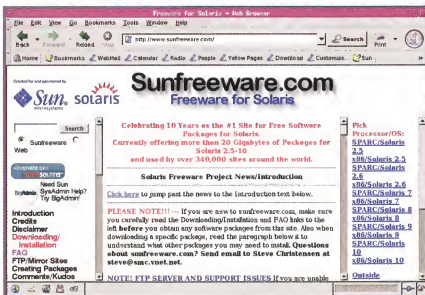 Freeware for Solaris - Web Browser
File Edit View Go Bookmarks Tools Window Help
Back Forward Reload Stop http://www.sunfreeware.com/ Search Print
Home Bookmarks WebMail Calendar Radio People Yellow Pages Download Customize... Sun
Created for and sponsored by
Sun microsystems SOLARIS
Sunfreeware.com
Freeware for Solaris
Search
Sunfreeware
Web
innovate on
OPENSOLARIS
BigAdmin
Need Sun
SysAdmin Help?
Try BigAdmin!
Introduction
Credits
Disclaimer
Downloading/
Installation
FAQ
FTP/Mirror Sites
Creating Packages
Comments/Kudos
Celebrating 10 Years as the #1 Site for Free Software
Packages for Solaris.
Currently offering more than 20 Gigabytes of Packages for
Solaris 2.5-10
and used by over 340,000 sites around the world.
Solaris Freeware Project News/Introduction
Click here to jump past the news to the introduction text below.
PLEASE NOTE!!! --- If you are new to sunfreeware.com, make sure
you carefully read the Downloading/Installation and FAQ links to the
left before you obtain any software packages from this site. Also when
downloading a specific package, read the paragraph below it to
understand what other packages you may need to install. Questions
about sunfreeware.com? Send email to Steve Christensen at
steve@smc.vnet.net.
NOTE! FTP SERVER AND SUPPORT ISSUES If you are unable
Pick
Processor/OS:
SPARC/Solaris
2.5
x86/Solaris 2.5
SPARC/Solaris
2.6
x86/Solaris 2.6
SPARC/Solaris 7
x86/Solaris 7
SPARC/Solaris 8
x86/Solaris 8
SPARC/Solaris 9
x86/Solaris 9
SPARC/Solaris
10
x86/Solaris 10
Outside